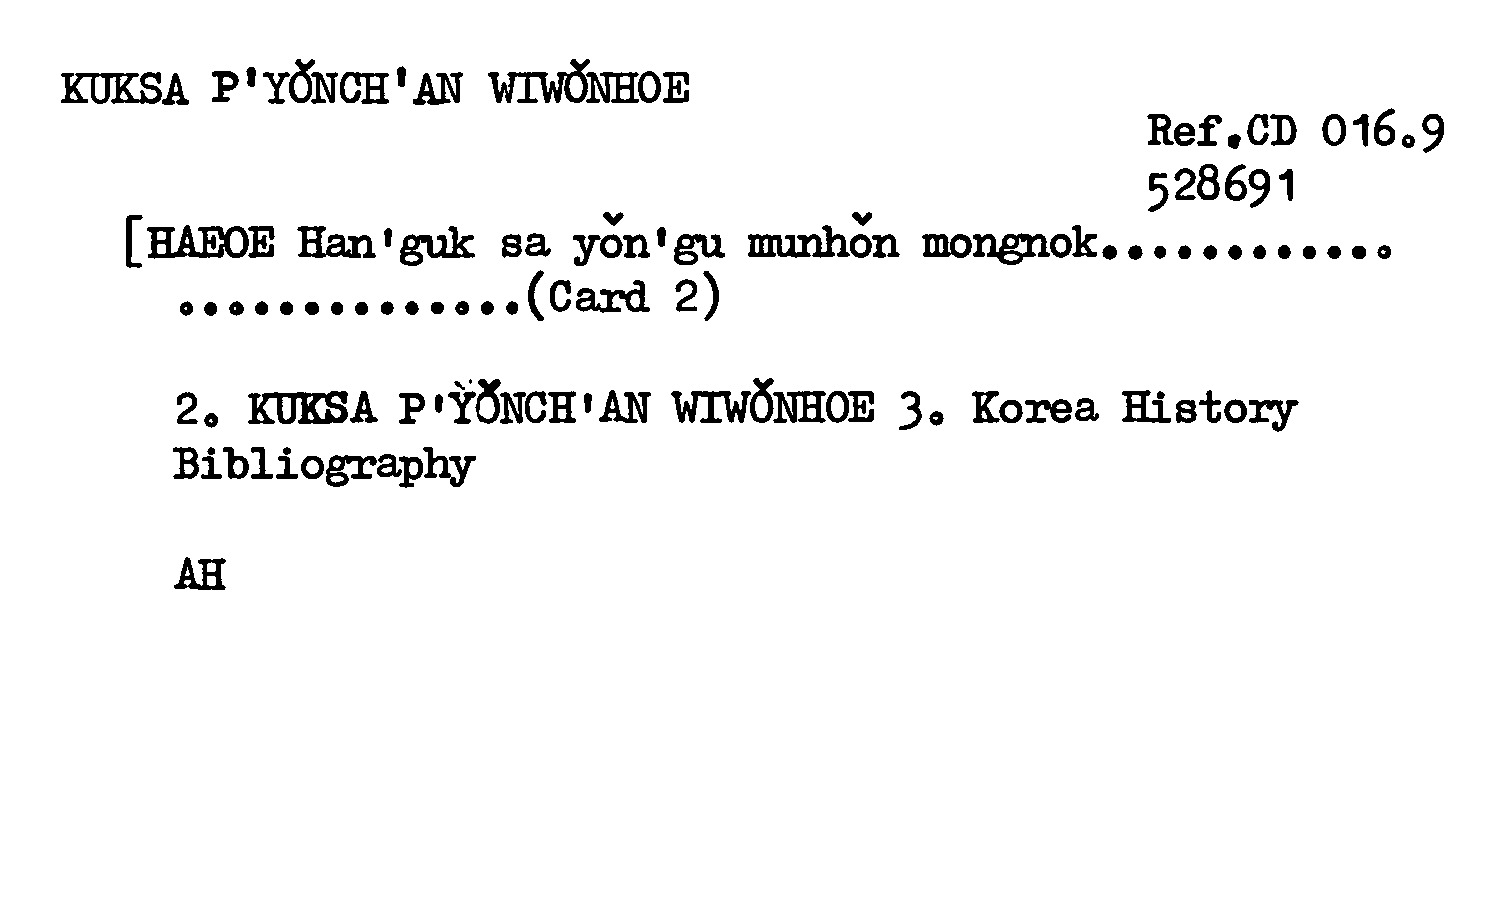 KUKSA P'YŎNCH'AN WIWŎNHOE
Ref.CD 016.9
528691
[HAEOE Han'guk sa yŏn'gu munhŏn mongnok............
..............(Card 2)
2. KUKSA P'YŎNCH'AN WIWŎNHOE 3. Korea History
Bibliography
AH